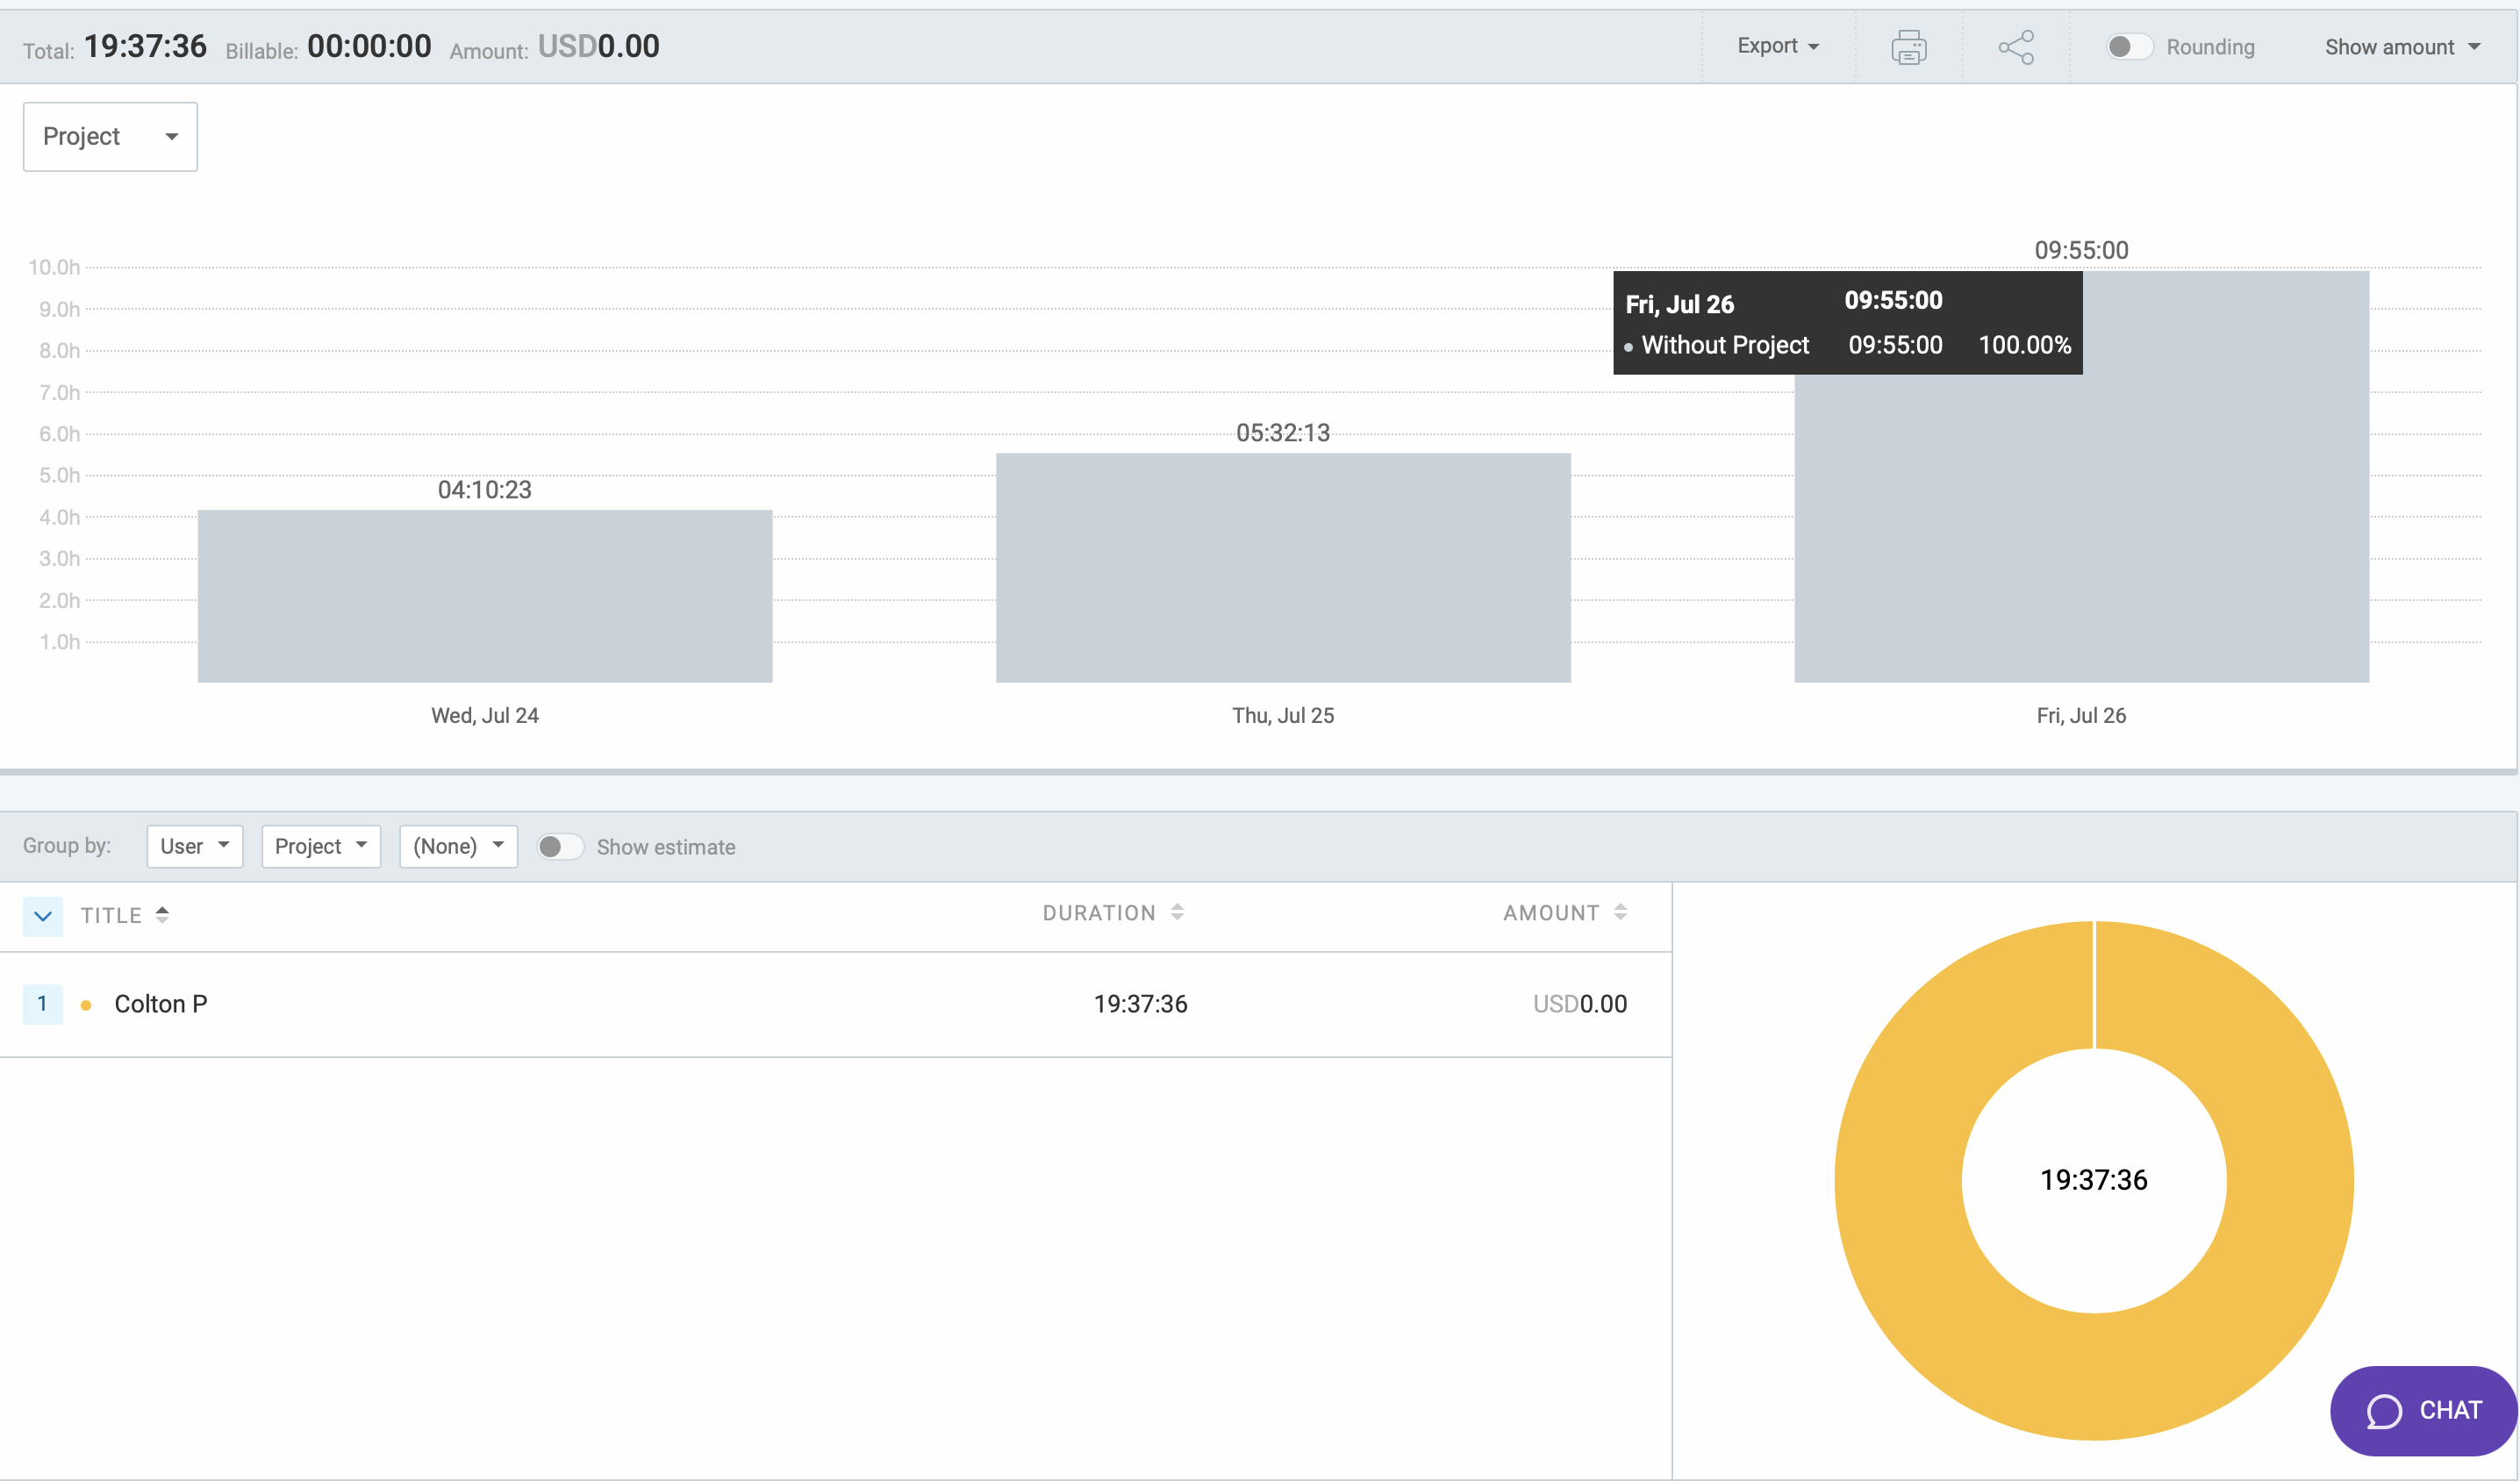 Total: 19:37:36 Billable: 00:00:00 Amount: USD0.00 Export Rounding Show amount
Project
09:55:00
10.0h
Fri, Jul 26 09:55:00
9.0h
Without Project 09:55:00 100.00%
8.0h
7.0h
05:32:13
6.0h
5.0h
04:10:23
4.0h
3.0h
2.0h
1.0h
Wed, Jul 24 Thu, Jul 25 Fri, Jul 26
Group by: User Project (None) Show estimate
TITLE DURATION AMOUNT
1 Colton P 19:37:36 USD0.00
19:37:36
CHAT